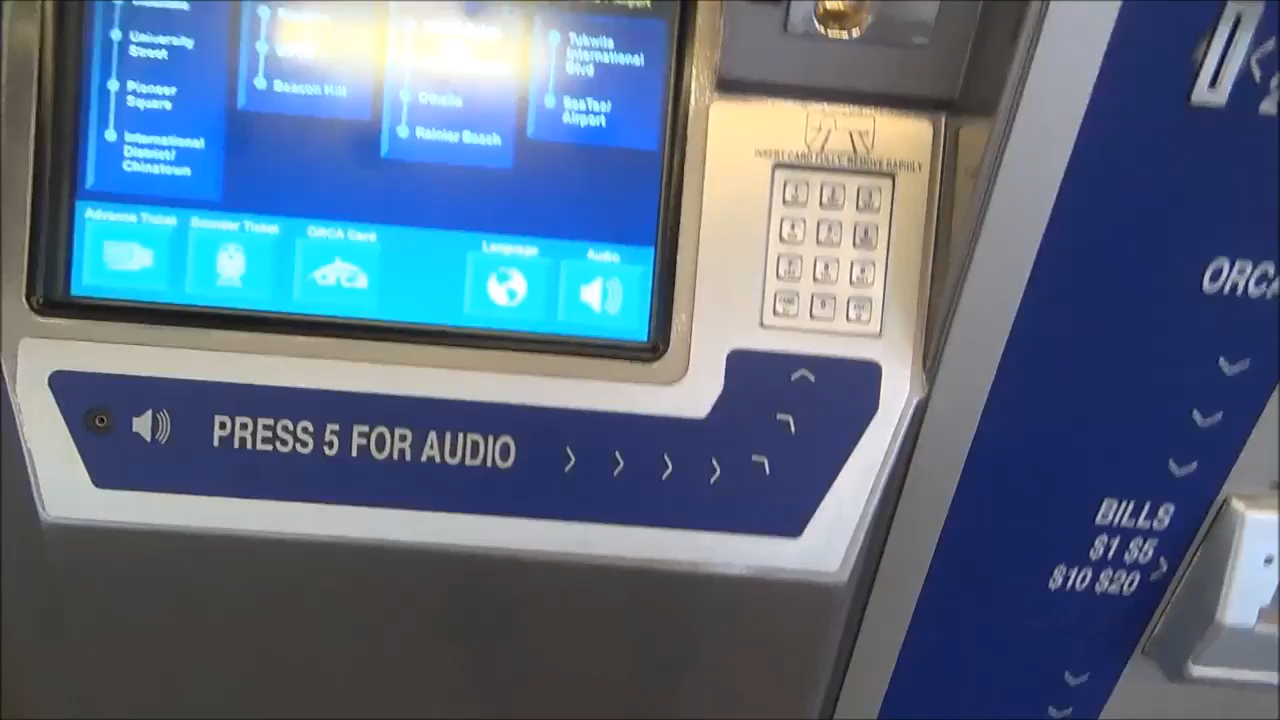 University
Street
Pioneer
Square
International
District/
Chinatown
Beacon Hill
Othello
Rainier Beach
Tukwila
International
Blvd
SeaTac/
Airport
Advance Ticket
Sounder Ticket
ORCA Card
orca
Language
Audio
INSERT CARD FULLY, REMOVE RAPIDLY
PRESS 5 FOR AUDIO
ORCA
BILLS
$1 $5
$10 $20